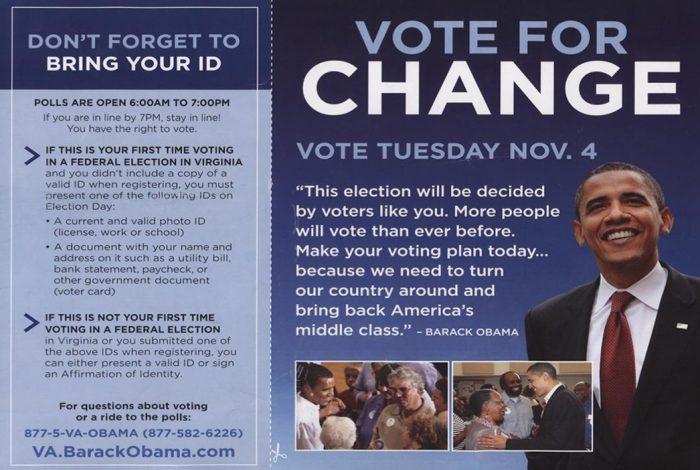 DON'T FORGET TO
BRING YOUR ID
POLLS ARE OPEN 6:00AM TO 7:00PM
If you are in line by 7PM, stay in line!
You have the right to vote.
IF THIS IS YOUR FIRST TIME VOTING
IN A FEDERAL ELECTION IN VIRGINIA
and you didn't include a copy of a
valid ID when registering, you must
present one of the following IDs on
Election Day:
• A current and valid photo ID
(license, work or school)
• A document with your name and
address on it such as a utility bill,
bank statement, paycheck, or
other government document
(voter card)
IF THIS IS NOT YOUR FIRST TIME
VOTING IN A FEDERAL ELECTION
in Virginia or you submitted one of
the above IDs when registering, you
can either present a valid ID or sign
an Affirmation of Identity.
For questions about voting
or a ride to the polls:
877-5-VA-OBAMA (877-582-6226)
VA.BarackObama.com
VOTE FOR
CHANGE
VOTE TUESDAY NOV. 4
“This election will be decided
by voters like you. More people
will vote than ever before.
Make your voting plan today...
because we need to turn
our country around and
bring back America's
middle class.” – BARACK OBAMA